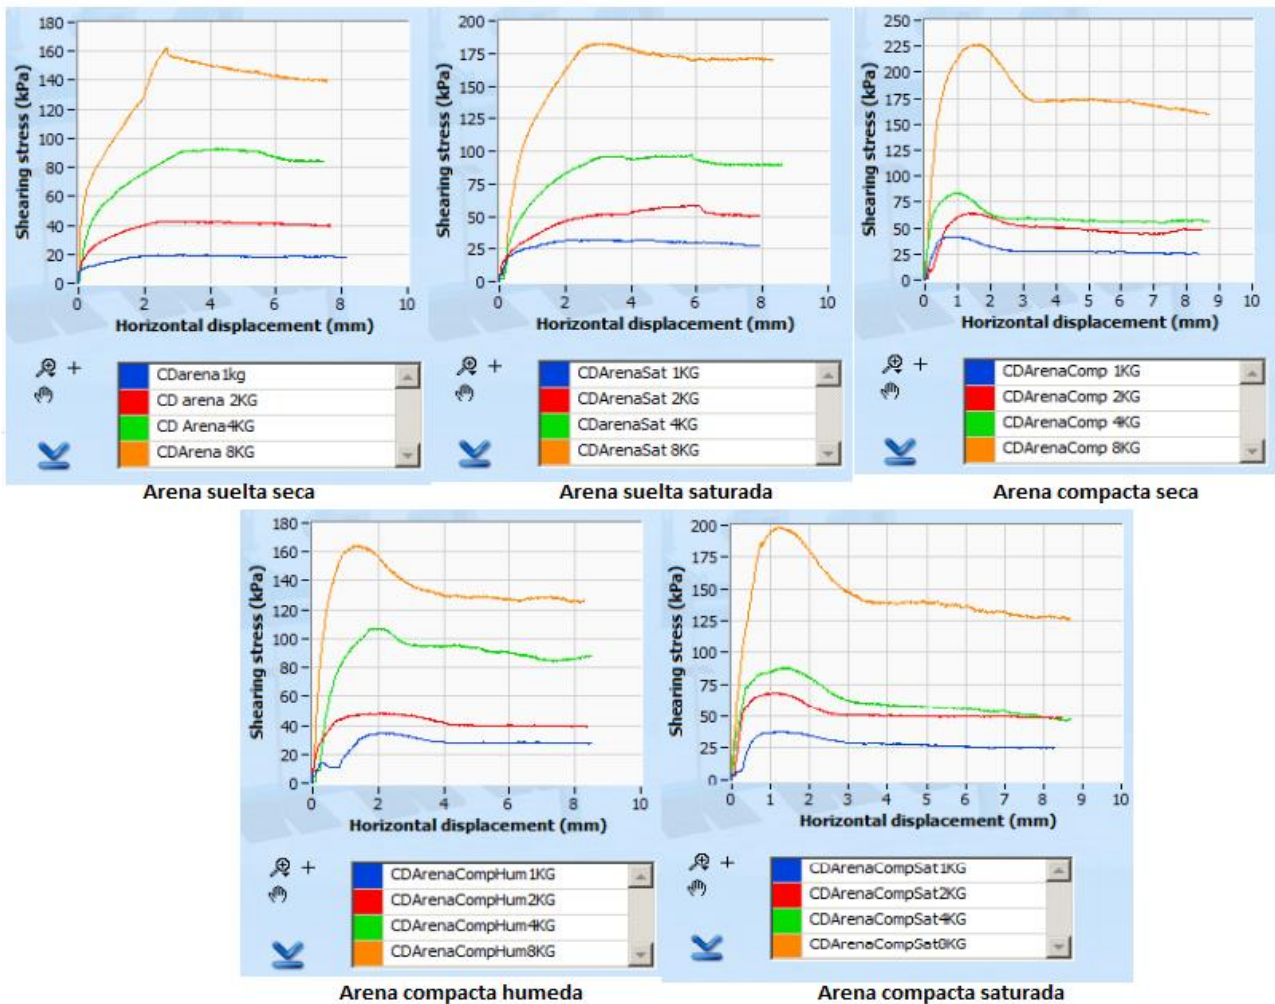 Shearing stress (kPa)
180
160
140
120
100
80
60
40
20
0
0 2 4 6 8 10
Horizontal displacement (mm)
CDarena1kg
CD arena 2KG
CD Arena4KG
CDArena 8KG
Arena suelta seca
Shearing stress (kPa)
200
175
150
125
100
75
50
25
0
0 2 4 6 8 10
Horizontal displacement (mm)
CDArenaSat 1KG
CDArenaSat 2KG
CDarenaSat 4KG
CDArenaSat 8KG
Arena suelta saturada
Shearing stress (kPa)
250
225
200
175
150
125
100
75
50
25
0
0 1 2 3 4 5 6 7 8 9 10
Horizontal displacement (mm)
CDArenaComp 1KG
CDArenaComp 2KG
CDArenaComp 4KG
CDArenaComp 8KG
Arena compacta seca
Shearing stress (kPa)
180
160
140
120
100
80
60
40
20
0
0 2 4 6 8 10
Horizontal displacement (mm)
CDArenaCompHum1KG
CDArenaCompHum2KG
CDArenaCompHum4KG
CDArenaCompHum8KG
Arena compacta humeda
Shearing stress (kPa)
200
175
150
125
100
75
50
25
0
0 1 2 3 4 5 6 7 8 9 10
Horizontal displacement (mm)
CDArenaCompSat1KG
CDArenaCompSat2KG
CDArenaCompSat4KG
Arena compacta saturada